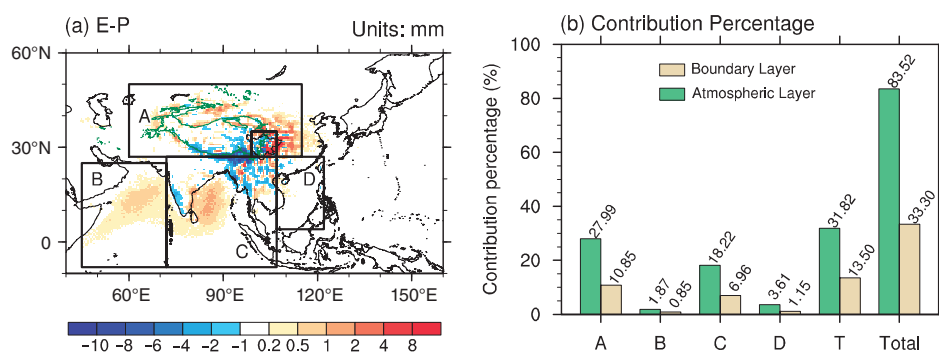 (a) E-P
Units: mm
60°N
30°N
0
A
B
C
D
60°E
90°E
120°E
150°E
−10 −6 −4 −2 −1 0.2 0.5 1 2 4 8
(b) Contribution Percentage
Contribution percentage (%)
100
80
60
40
20
0
Boundary Layer
Atmospheric Layer
27.99
10.85
1.87
0.85
18.22
6.96
3.61
1.15
31.82
13.50
83.52
33.30
A B C D T Total